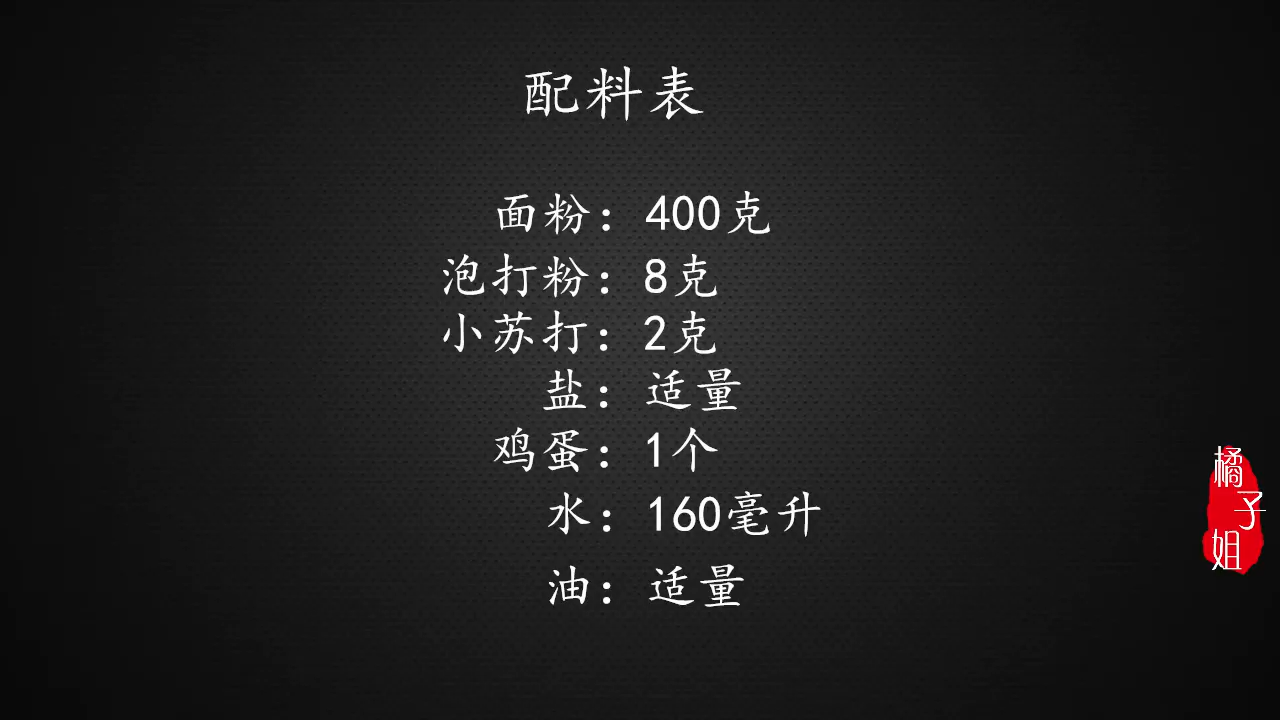 配料表
面粉：400克
泡打粉：8克
小苏打：2克
盐：适量
鸡蛋：1个
水：160毫升
油：适量
橘子姐